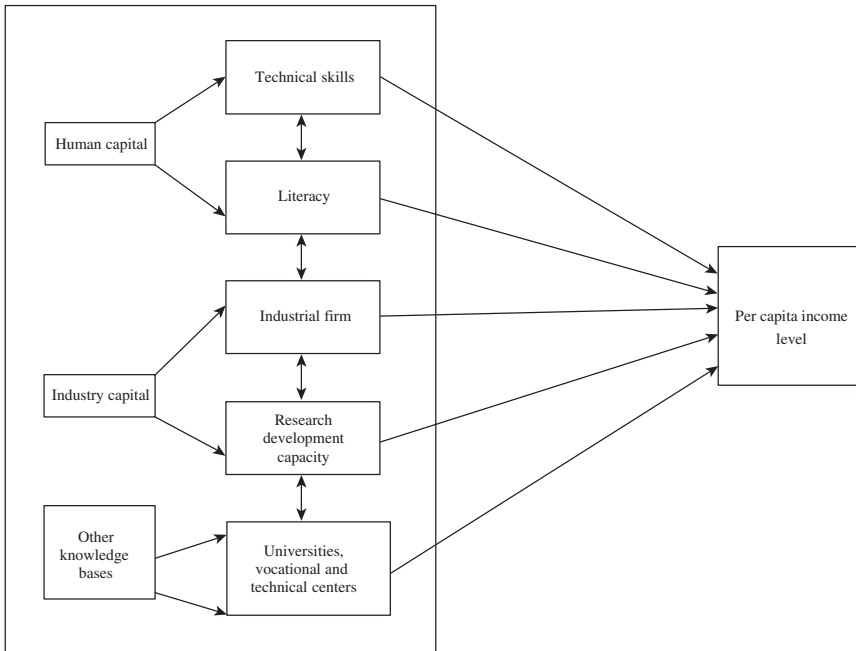 Technical skills
Human capital
Literacy
Industrial firm
Per capita income
level
Industry capital
Research
development
capacity
Other
knowledge
bases
Universities,
vocational and
technical centers